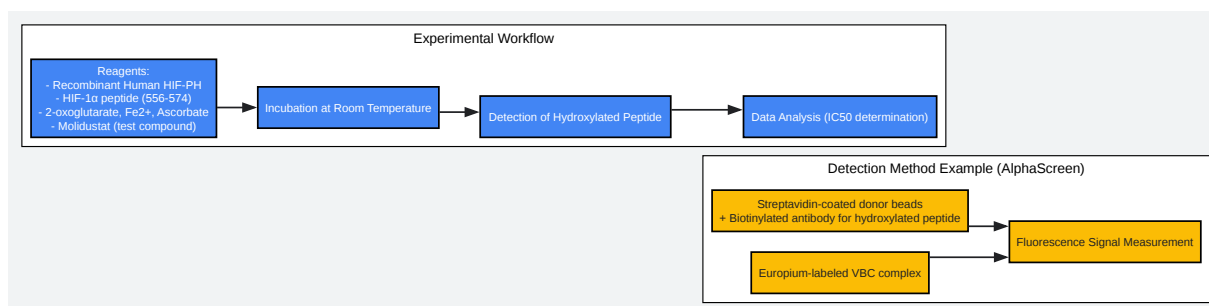 Experimental Workflow
Reagents:
- Recombinant Human HIF-PH
- HIF-1α peptide (556-574)
- 2-oxoglutarate, Fe2+, Ascorbate
- Molidustat (test compound)
Incubation at Room Temperature
Detection of Hydroxylated Peptide
Data Analysis (IC50 determination)
Detection Method Example (AlphaScreen)
Streptavidin-coated donor beads
+ Biotinylated antibody for hydroxylated peptide
Europium-labeled VBC complex
Fluorescence Signal Measurement